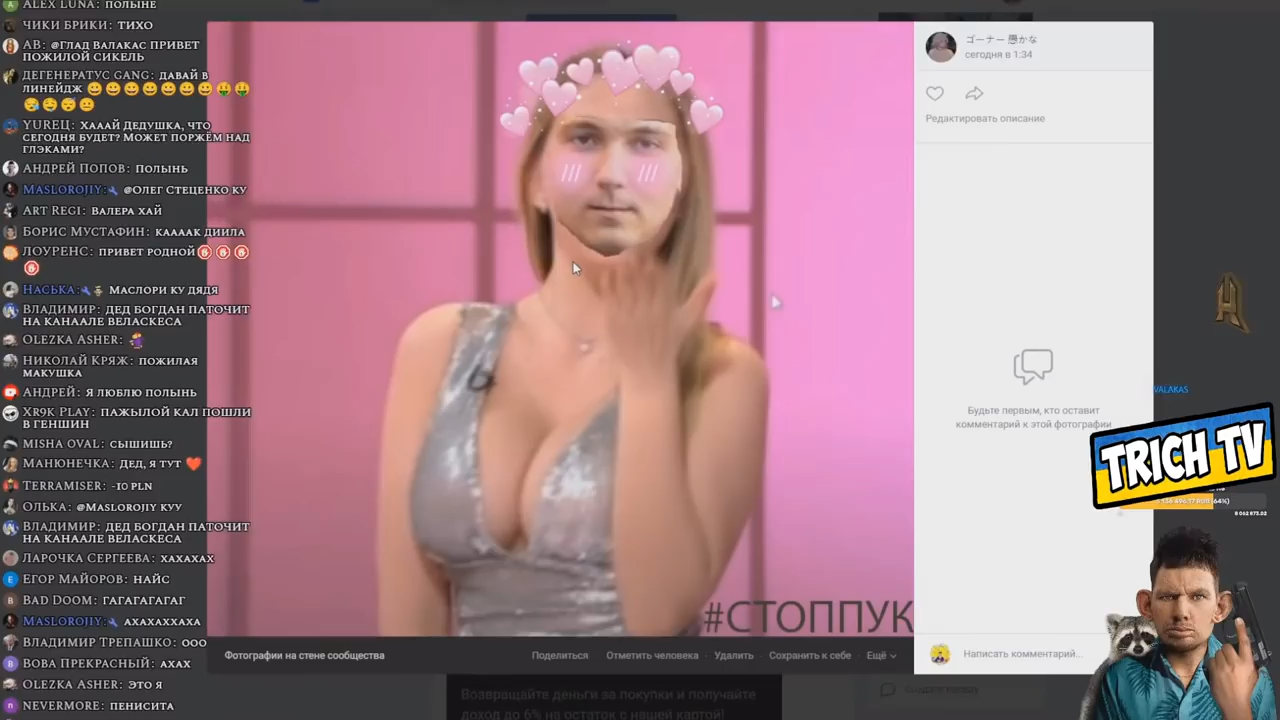 ALEX LUNA: ПОЛЫНЕ
ЧИКИ БРИКИ: ТИХО
АВ: @ГЛАД ВАЛАКАС ПРИВЕТ
ПОЖИЛОЙ СИКЕЛЬ
ДЕГЕНЕРАТУС GANG: ДАВАЙ В
ЛИНЕЙДЖ 😀😀😀😀😀😀😀🤑🤑
YUREЦ: ХАААЙ ДЕДУШКА, ЧТО
СЕГОДНЯ БУДЕТ? МОЖЕТ ПОРЖЁМ НАД
ГЛЭКАМИ?
АНДРЕЙ ПОПОВ: ПОЛЫНЬ
MASLOROJIY: @ОЛЕГ СТЕЦЕНКО КУ
ART REGI: ВАЛЕРА ХАЙ
БОРИС МУСТАФИН: КАААAК ДИИЛА
ЛОУРЕНС: ПРИВЕТ РОДНОЙ
НАСЬКА: МАСЛОРИ КУ ДЯДЯ
ВЛАДИМИР: ДЕД БОГДАН ПАТОЧИТ
НА КАНААЛЕ ВЕЛАСКЕСА
OLEZKA ASHER:
НИКОЛАЙ КРЯЖ: ПОЖИЛАЯ
МАКУШКА
АНДРЕЙ: Я ЛЮБЛЮ ПОЛЫНЬ
XR9K PLAY: ПАЖЫЛОЙ КАЛ ПОШЛИ
В ГЕНШИН
MISHA OVAL: СЫШИШЬ?
МАНЮНЕЧКА: ДЕД, Я ТУТ ❤️
TERRAMISER: -10 PLN
ОЛЬКА: @MASLOROJIY КУУ
ВЛАДИМИР: ДЕД БОГДАН ПАТОЧИТ
НА КАНААЛЕ ВЕЛАСКЕСА
ЛАРОЧКА СЕРГЕЕВА: ХАХАХАХ
ЕГОР МАЙОРОВ: НАЙС
BAD DOOM: ГАГАГАГАГАГ
MASLOROJIY: АХАХАХХАХА
ВЛАДИМИР ТРЕПАШКО: ООО
ВОВА ПРЕКРАСНЫЙ: АХАХ
OLEZKA ASHER: ЭТО Я
NEVERMORE: ПЕНИСИТА
#СТОППУК
Фотографии на стене сообщества
Поделиться · Отметить человека · Удалить · Сохранить к себе · Ещё
ゴーナー 愚かな
сегодня в 1:34
Редактировать описание
Будьте первым, кто оставит
комментарий к этой фотографии
Написать комментарий...
VALAKAS
TRICH TV
Возвращайте деньги за покупки и получайте
доход до 6% на остаток с нашей картой!